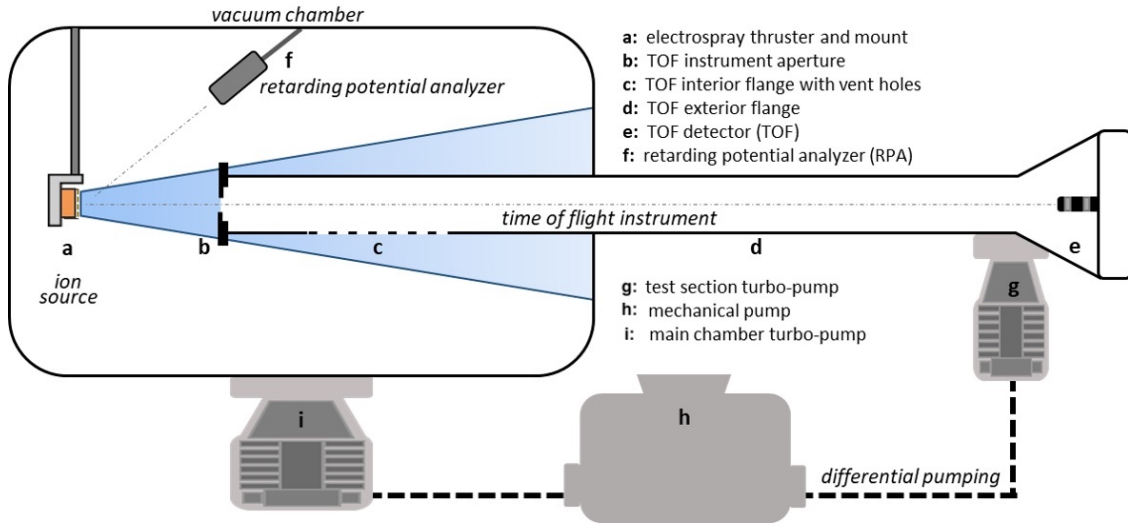 vacuum chamber
f
retarding potential analyzer
a: electrospray thruster and mount
b: TOF instrument aperture
c: TOF interior flange with vent holes
d: TOF exterior flange
e: TOF detector (TOF)
f: retarding potential analyzer (RPA)
time of flight instrument
a
b
c
d
e
ion
source
g: test section turbo-pump
h: mechanical pump
i: main chamber turbo-pump
g
i
h
differential pumping